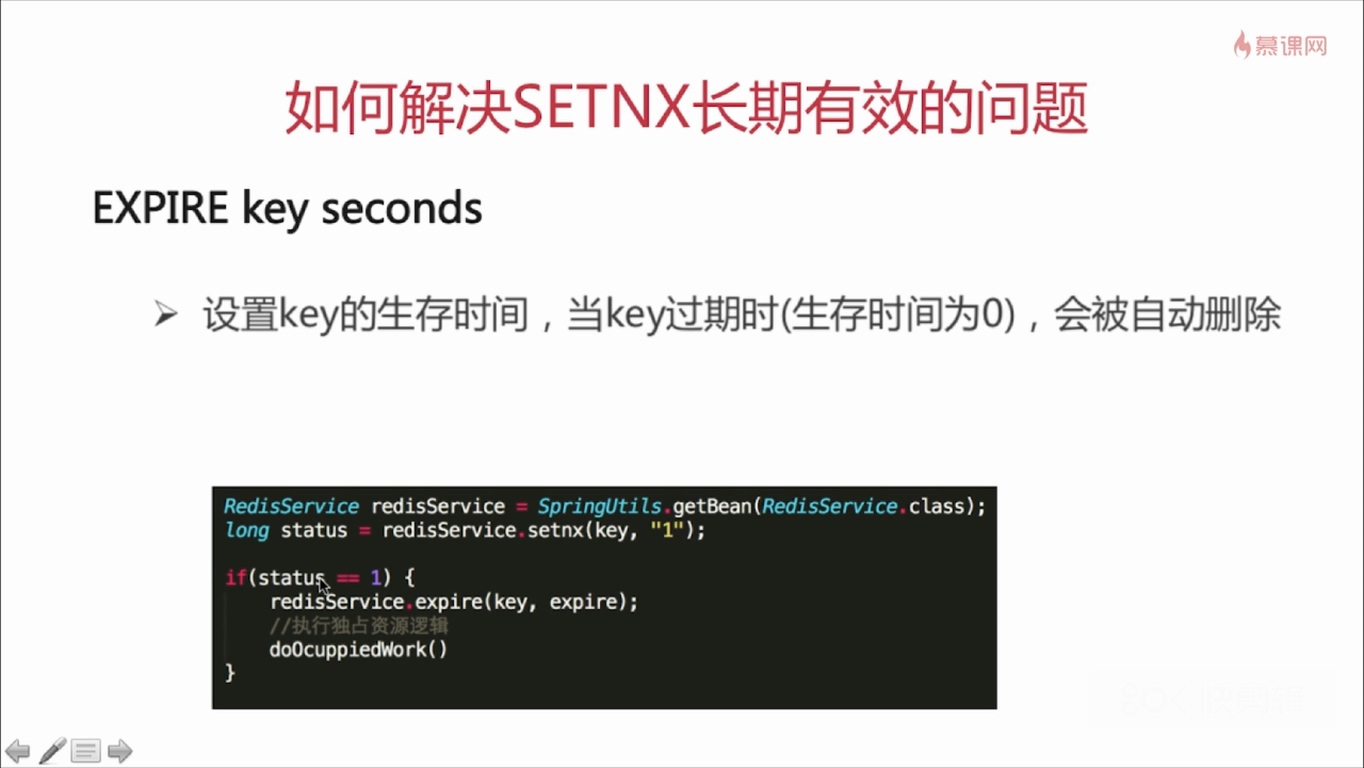 慕课网
如何解决SETNX长期有效的问题
EXPIRE key seconds
➢ 设置key的生存时间，当key过期时(生存时间为0)，会被自动删除
RedisService redisService = SpringUtils.getBean(RedisService.class);
long status = redisService.setnx(key, "1");
if(status == 1) {
redisService.expire(key, expire);
//执行独占资源逻辑
doOcuppiedWork()
}